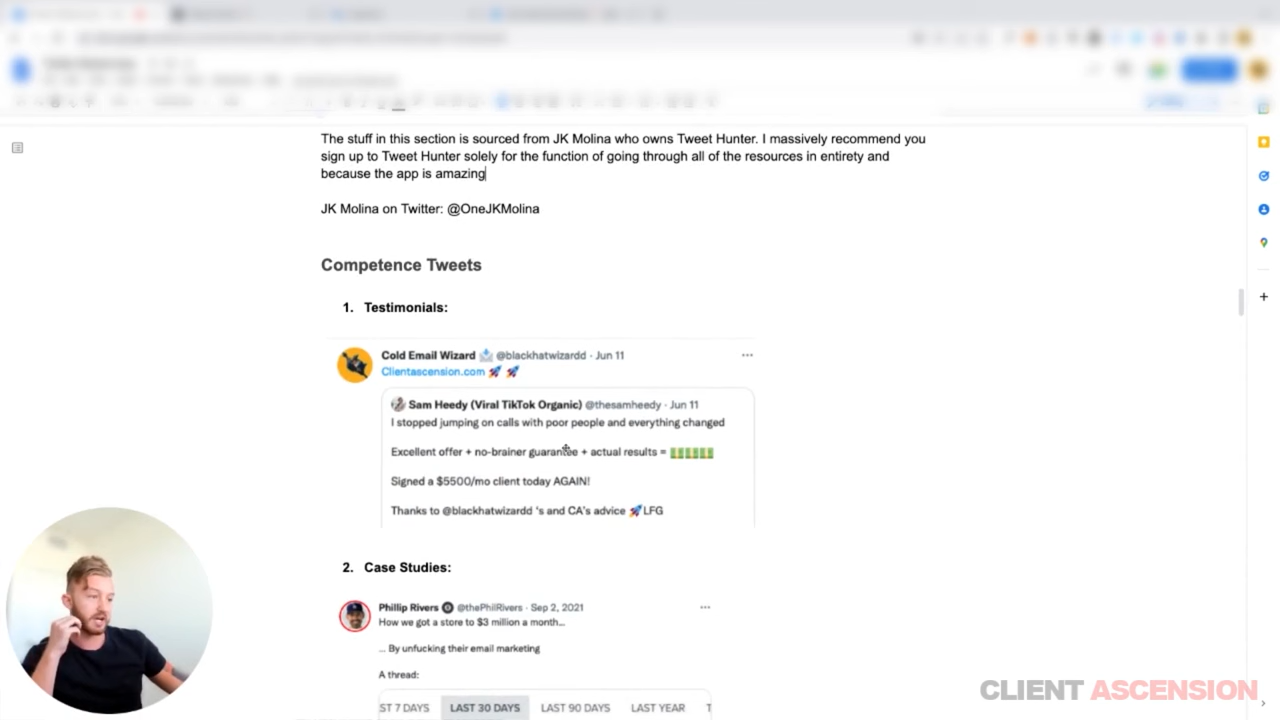 The stuff in this section is sourced from JK Molina who owns Tweet Hunter. I massively recommend you
sign up to Tweet Hunter solely for the function of going through all of the resources in entirety and
because the app is amazing
JK Molina on Twitter: @OneJKMolina
Competence Tweets
1. Testimonials:
Cold Email Wizard 📩 @blackhatwizardd · Jun 11
Clientascension.com 🚀 🚀
Sam Heedy (Viral TikTok Organic) @thesamheedy · Jun 11
I stopped jumping on calls with poor people and everything changed
Excellent offer + no-brainer guarantee + actual results = 💵💵💵💵💵💵
Signed a $5500/mo client today AGAIN!
Thanks to @blackhatwizardd 's and CA's advice 🚀LFG
2. Case Studies:
Phillip Rivers @thePhilRivers · Sep 2, 2021
How we got a store to $3 million a month...
... By unfucking their email marketing
A thread:
ST 7 DAYS LAST 30 DAYS LAST 90 DAYS LAST YEAR T
CLIENT ASCENSION